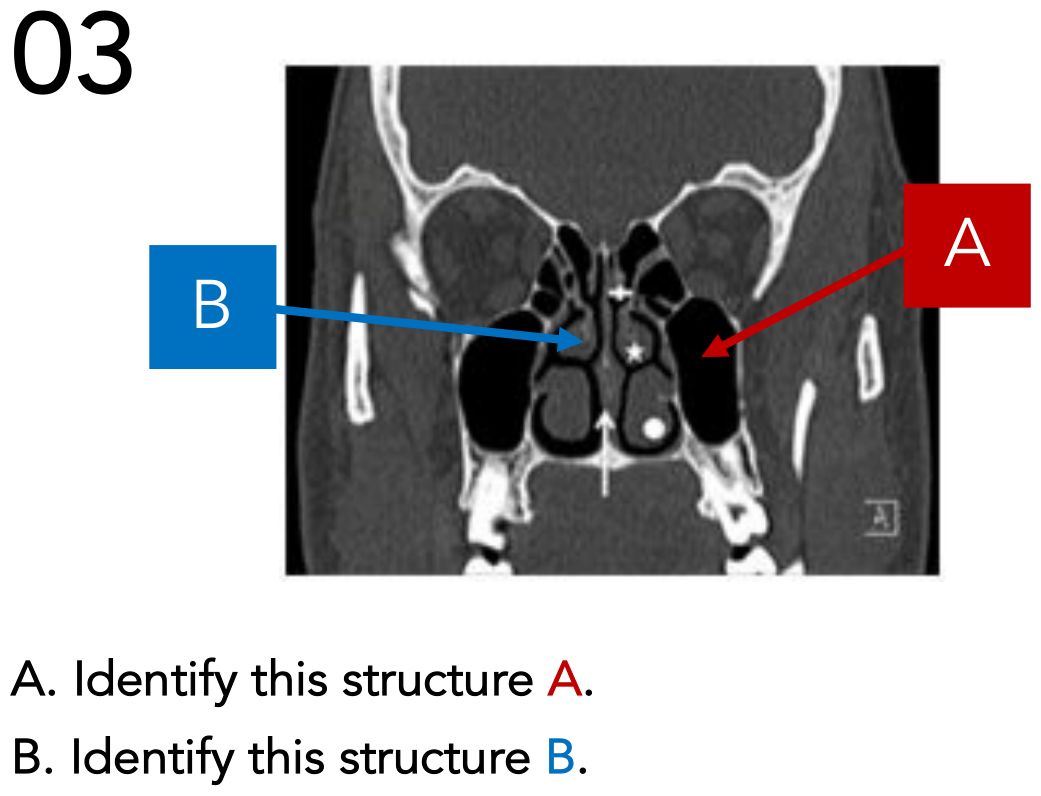 03
B
A
A
A. Identify this structure A.
B. Identify this structure B.